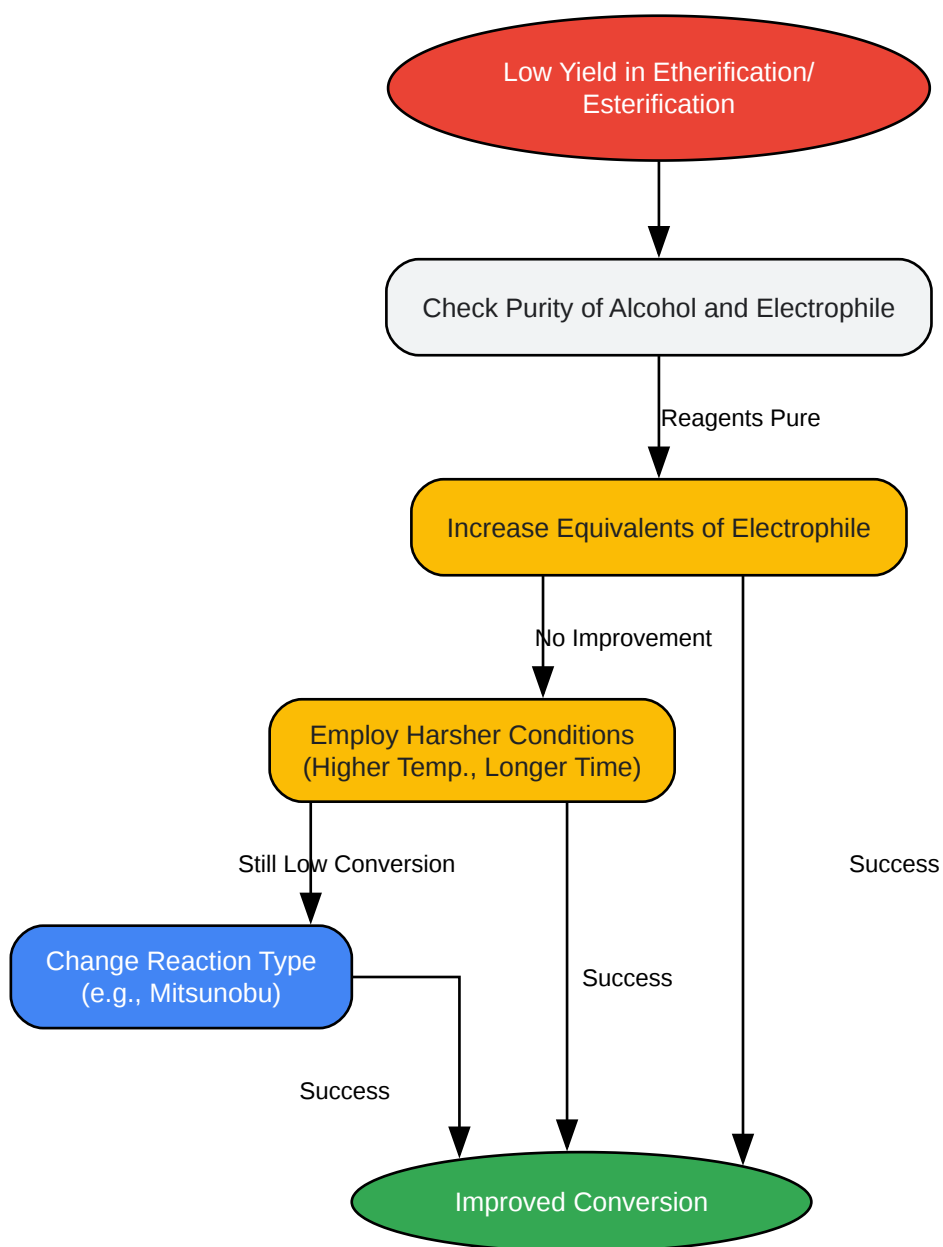 Low Yield in Etherification/
Esterification
Check Purity of Alcohol and Electrophile
Reagents Pure
Increase Equivalents of Electrophile
No Improvement
Employ Harsher Conditions
(Higher Temp., Longer Time)
Still Low Conversion
Success
Change Reaction Type
(e.g., Mitsunobu)
Success
Success
Improved Conversion